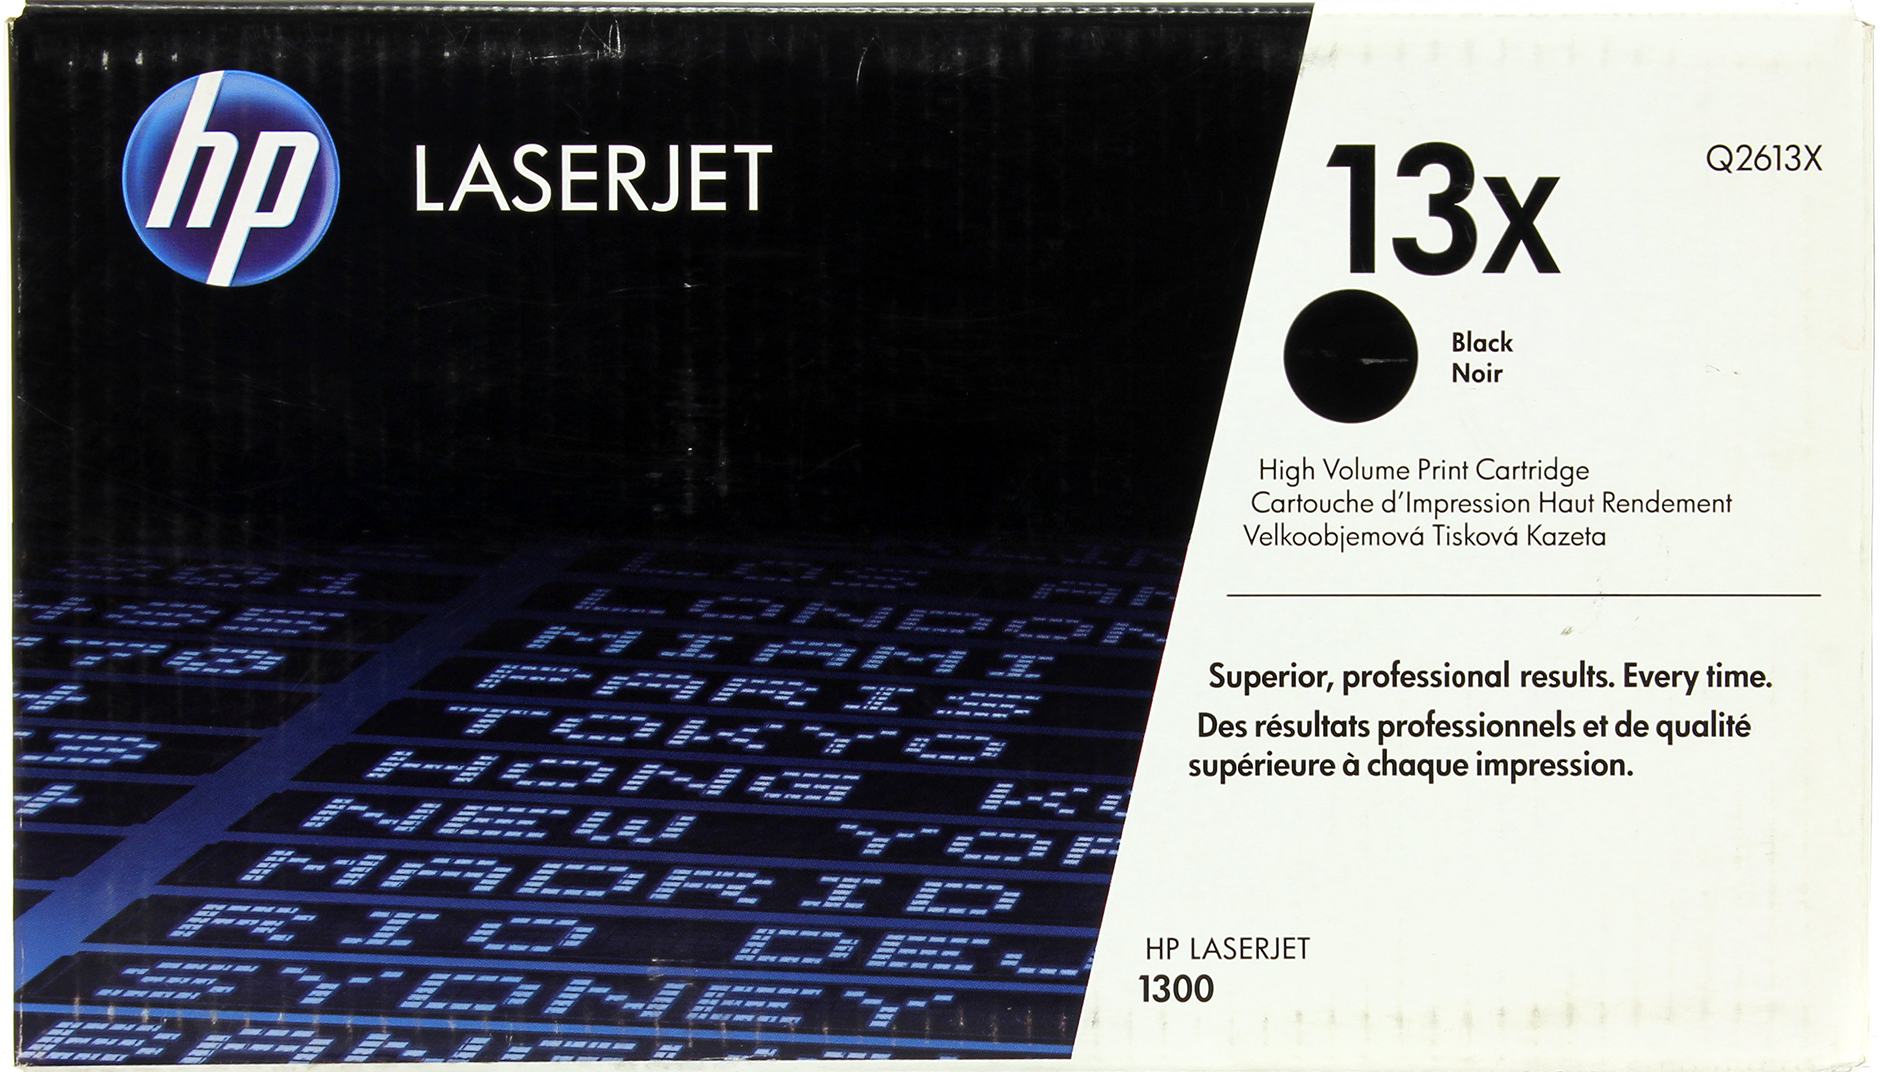 hp
LASERJET
13X
Q2613X
Black
Noir
High Volume Print Cartridge
Cartouche d'Impression Haut Rendement
Velkoobjemová Tisková Kazeta
Superior, professional results. Every time.
Des résultats professionnels et de qualité
supérieure à chaque impression.
HP LASERJET
1300
LONDON
MIAMI
PARIS
TOKYO
HONG
NEW
MADRID
RIO DE
SYDNEY